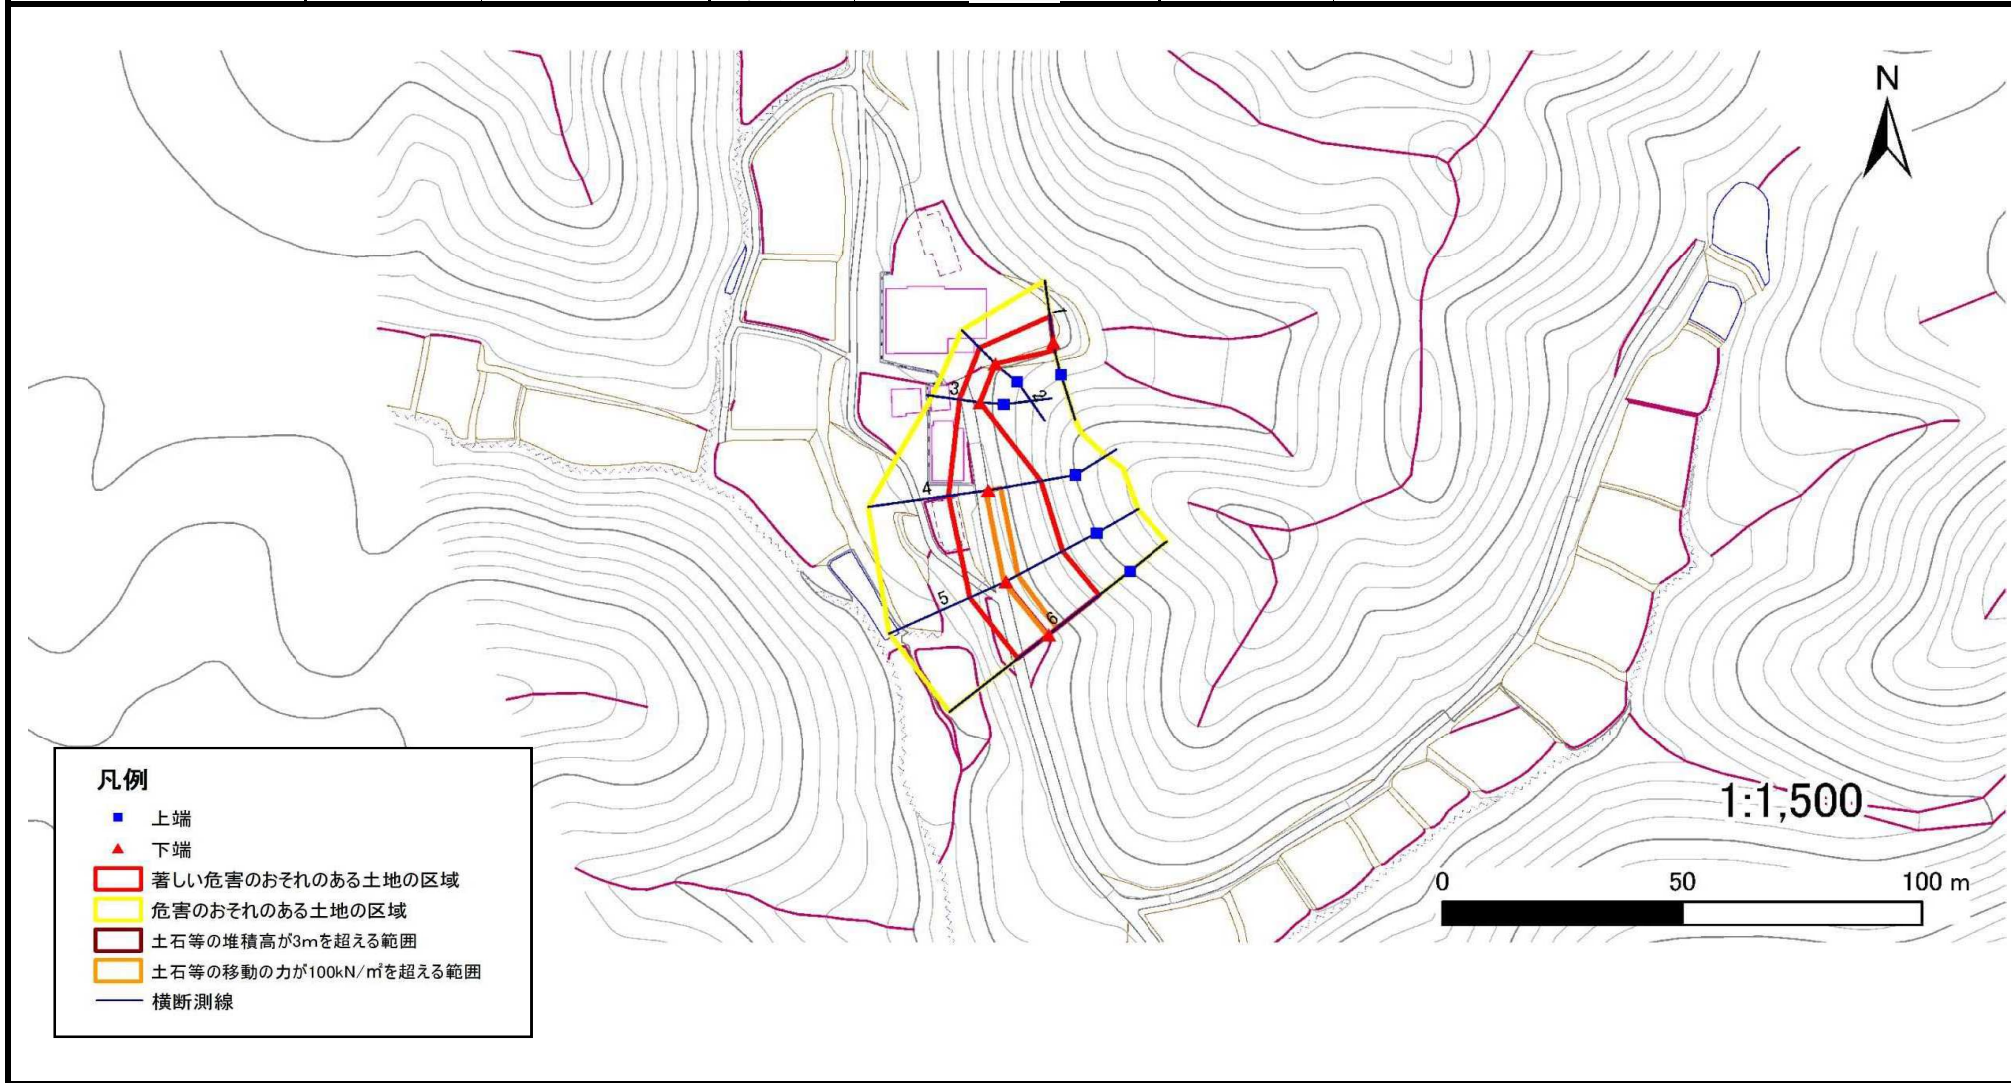 N
1
2
3
4
5
6
凡例
上端
下端
著しい危害のおそれのある土地の区域
危害のおそれのある土地の区域
土石等の堆積高が3mを超える範囲
土石等の移動の力が100kN/㎡を超える範囲
横断測線
1:1,500
0 50 100 m